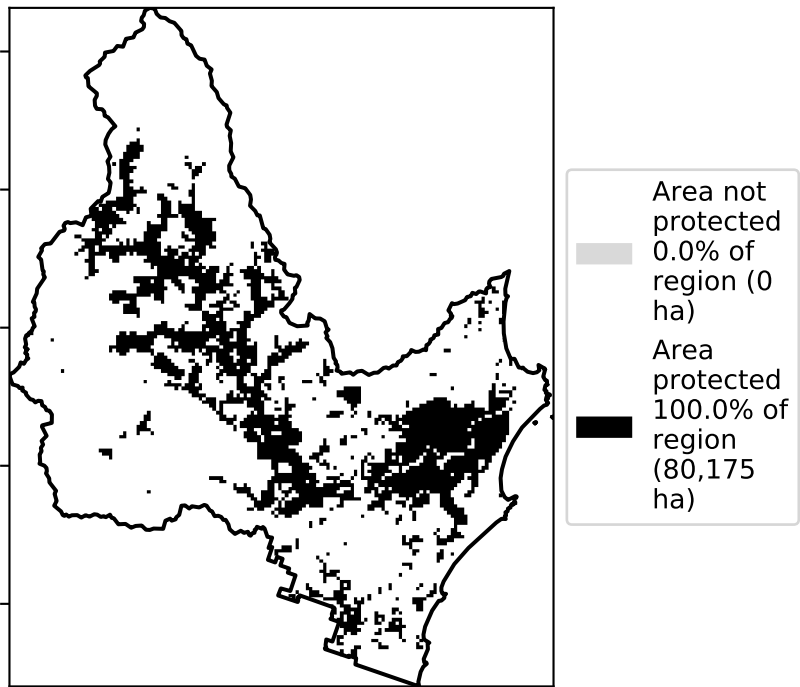 Area not
protected
0.0% of
region (0
ha)
Area
protected
100.0% of
region
(80,175
ha)